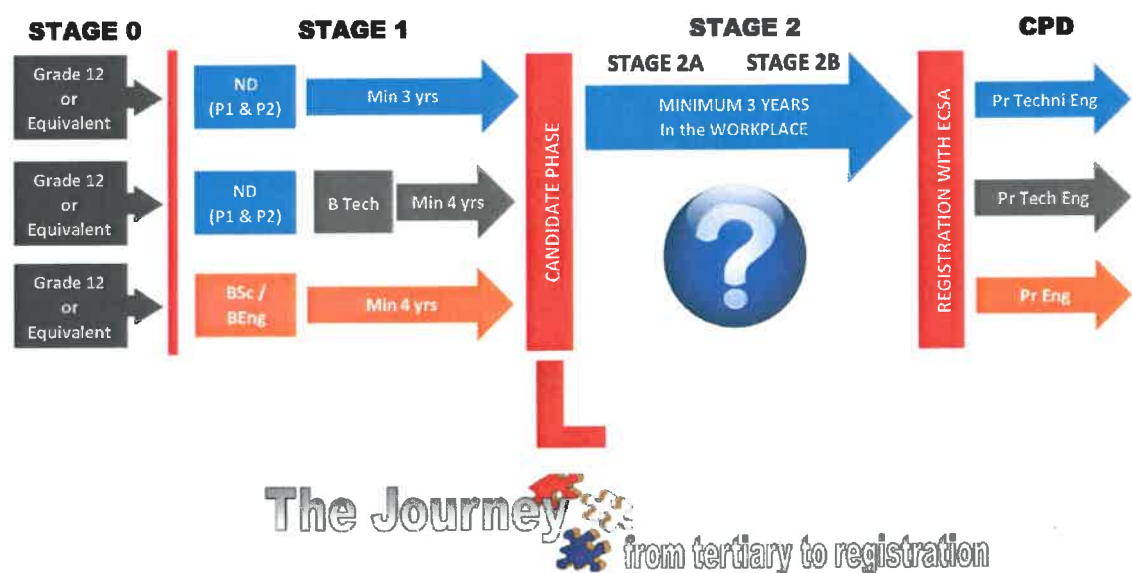 STAGE 0
STAGE 1
STAGE 2
CPD
STAGE 2A
STAGE 2B
Grade 12
or
Equivalent
ND
(P1 & P2)
Min 3 yrs
MINIMUM 3 YEARS
In the WORKPLACE
Pr Techni Eng
Grade 12
or
Equivalent
ND
(P1 & P2)
B Tech
Min 4 yrs
?
Pr Tech Eng
Grade 12
or
Equivalent
BSc /
BEng
Min 4 yrs
Pr Eng
CANDIDATE PHASE
REGISTRATION WITH ECSA
L
The Journey
from tertiary to registration